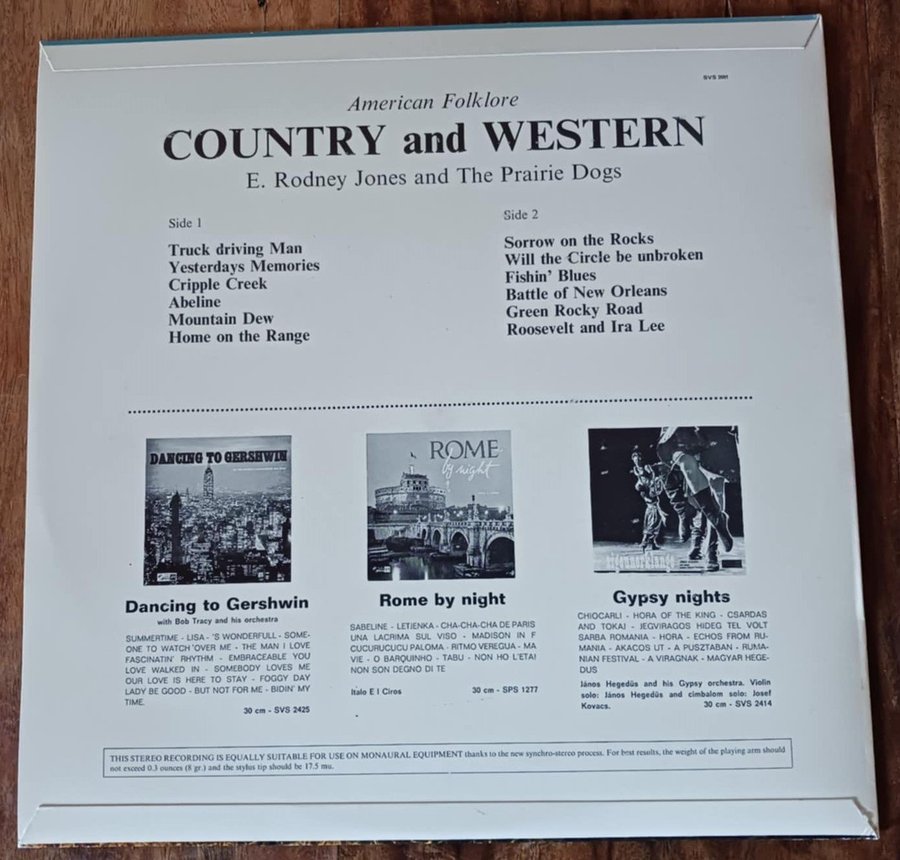 SVS 2981
American Folklore
COUNTRY and WESTERN
E. Rodney Jones and The Prairie Dogs
Side 1
Truck driving Man
Yesterdays Memories
Cripple Creek
Abeline
Mountain Dew
Home on the Range
Side 2
Sorrow on the Rocks
Will the Circle be unbroken
Fishin' Blues
Battle of New Orleans
Green Rocky Road
Roosevelt and Ira Lee
DANCING TO GERSHWIN
Dancing to Gershwin
with Bob Tracy and his orchestra
SUMMERTIME - LISA - 'S WONDERFULL - SOME-
ONE TO WATCH 'OVER ME - THE MAN I LOVE
FASCINATIN' RHYTHM - EMBRACEABLE YOU
LOVE WALKED IN - SOMEBODY LOVES ME
OUR LOVE IS HERE TO STAY - FOGGY DAY
LADY BE GOOD - BUT NOT FOR ME - BIDIN' MY
TIME.
30 cm - SVS 2425
ROME
by night
Rome by night
SABELINE - LETIENKA - CHA-CHA-CHA DE PARIS
UNA LACRIMA SUL VISO - MADISON IN F
CUCURUCUCU PALOMA - RITMO VEREGUA - MA
VIE - O BARQUINHO - TABU - NON HO L'ETA!
NON SON DEGNO DI TE
Italo E I Ciros 30 cm - SPS 1277
Gypsy nights
CHIOCARLI - HORA OF THE KING - CSARDAS
AND TOKAI - JEGVIRAGOS HIDEG TEL VOLT
SARBA ROMANIA - HORA - ECHOS FROM RU-
MANIA - AKACOS UT - A PUSZTABAN - RUMA-
NIAN FESTIVAL - A VIRAGNAK - MAGYAR HEGE-
DUS
János Hegedüs and his Gypsy orchestra. Violin
solo: János Hegedüs and cimbalom solo: Josef
Kovacs. 30 cm - SVS 2414
THIS STEREO RECORDING IS EQUALLY SUITABLE FOR USE ON MONAURAL EQUIPMENT thanks to the new synchro-stereo process. For best results, the weight of the playing arm should
not exceed 0.3 ounces (8 gr.) and the stylus tip should be 17.5 mu.